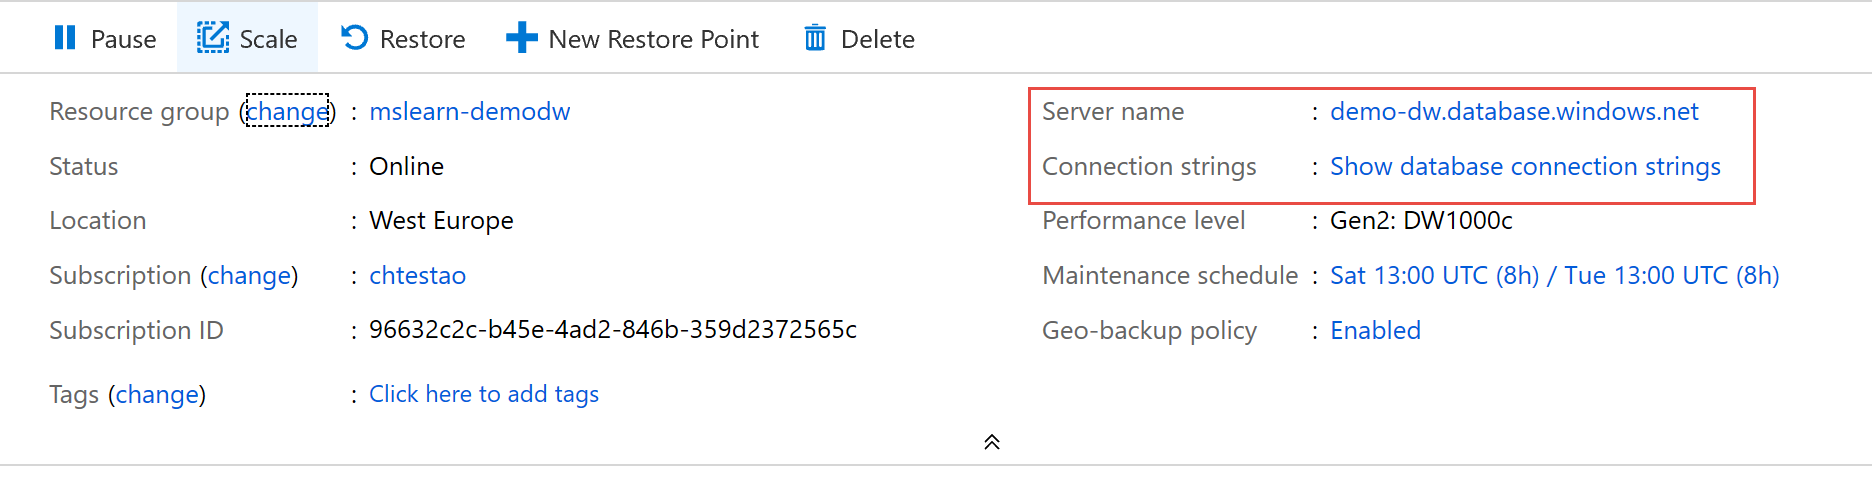 Pause Scale Restore New Restore Point Delete
Resource group (change) : mslearn-demodw
Status : Online
Location : West Europe
Subscription (change) : chtestao
Subscription ID : 96632c2c-b45e-4ad2-846b-359d2372565c
Tags (change) : Click here to add tags
Server name : demo-dw.database.windows.net
Connection strings : Show database connection strings
Performance level : Gen2: DW1000c
Maintenance schedule : Sat 13:00 UTC (8h) / Tue 13:00 UTC (8h)
Geo-backup policy : Enabled